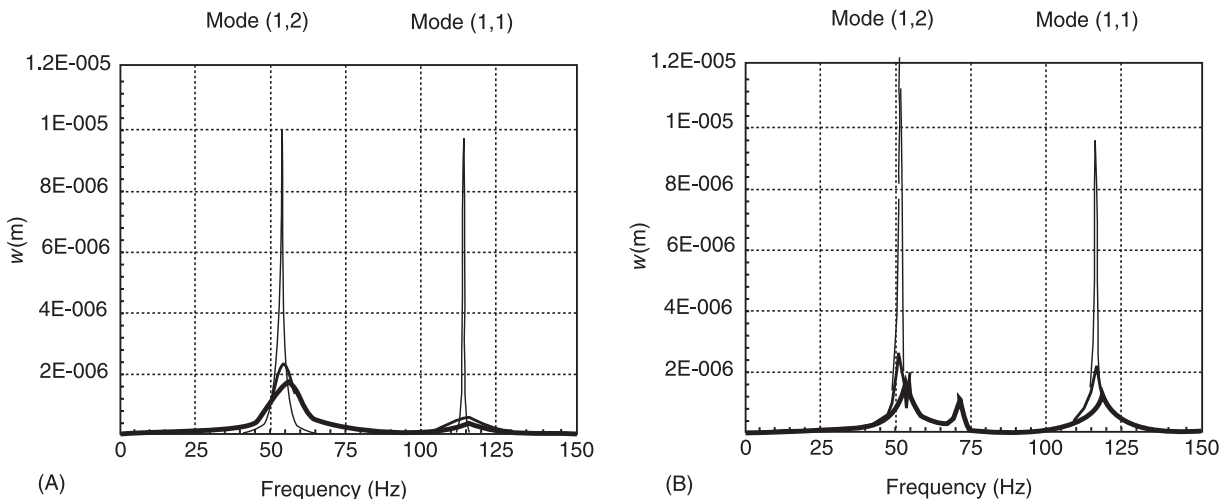 Mode (1,2) Mode (1,1)
1.2E-005
1E-005
8E-006
6E-006
4E-006
2E-006
w(m)
0 25 50 75 100 125 150
(A) Frequency (Hz)
Mode (1,2) Mode (1,1)
1.2E-005
1E-005
8E-006
6E-006
4E-006
2E-006
w(m)
0 25 50 75 100 125 150
(B) Frequency (Hz)